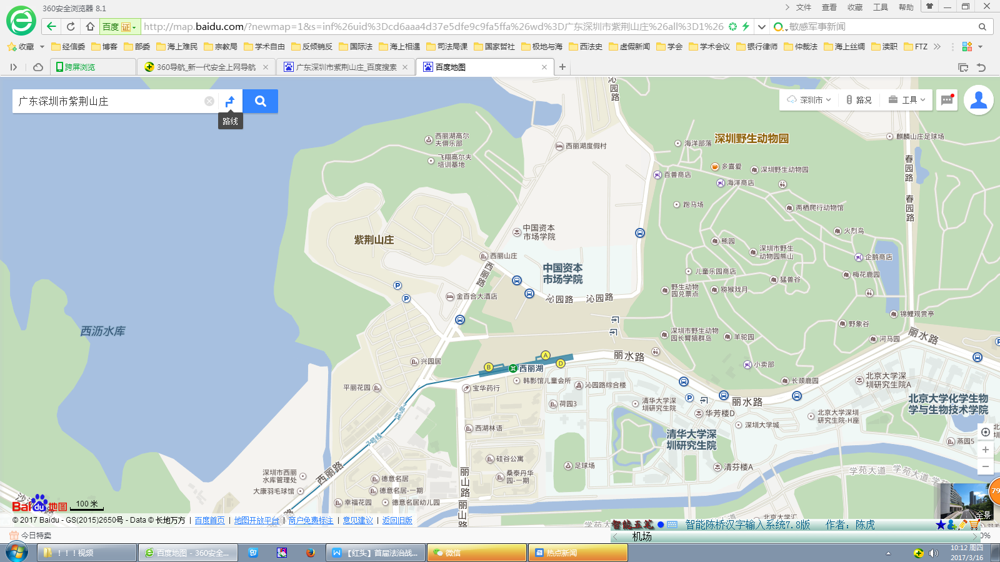 360安全浏览器 8.1
文件 查看 收藏 工具 帮助
百度 证 http://map.baidu.com/?newmap=1&s=inf%26uid%3Dcd6aaa4d37e5dfe9c9fa5ffa%26wd%3D广东深圳市紫荆山庄%26all%3D1%26 敏感军事新闻
收藏 经信委 博客 部委 海上难民 宗教局 学术自由 反倾销反 国际法 海上相遇 司法局课 国家哲社 极地与海 西法史 虚假新闻 学会 学术会议 银行律师 仲裁法 海上丝绸 渎职 FTZ
跨屏浏览 360导航_新一代安全上网导航 广东深圳市紫荆山庄_百度搜索 百度地图
广东深圳市紫荆山庄
路线
深圳市 路况 工具
沁园路
西丽湖高尔
夫俱乐部
飞翔高尔夫
培训基地
西丽湖度假村
海洋部落
深圳野生动物园
麒麟山庄足球场
百兽商店
多喜爱
深圳野生动物园
海洋商店
春园路
春园路
跑马场
两栖爬行动物馆
中国资本
市场学院
火烈鸟
紫荆山庄
熊园
西丽山庄
深圳市野生
动物园熊山
企鹅商店
中国资本
市场学院
西丽路
儿童乐园商店
梅花鹿园
猛兽谷
野生动物
园兑票点
猕猴戏月
金百合大酒店
沁园路
沁园路
锦鲤观赏亭
野象谷
西沥水库
深圳市野生动物
园长臂猿群岛
羊驼园
河马园
丽水路
兴园居
B A D
西丽湖
丽水路
小卖部
韩影馆儿童会所
长颈鹿园
北京大学深
圳研究生院A
平丽花园
宝华药行
沁园路综合楼
荷园3
清华大学深
圳研究生院
丽水路
北京大学化学生物
学与生物技术学院
华芳楼D
北京大学深圳
研究生院-H座
7号线
西湖林语
深圳大学城
清华大学深
圳研究生院
燕园5
7号线
硅谷公寓
足球场
清芬楼A
深圳市西丽
水库管理处
西丽路
丽山路
桑泰丹华
园-一期
学苑大道 学苑大道
德意名居
大康羽毛球馆
德意名居-一期
幸福花园
德意名居幼儿园
丽山路
Bai du 地图 100 米
全景
北京大学汇
© 2017 Baidu - GS(2015)2650号 - Data © 长地万方 | 百度首页 | 地图开放平台 | 商户免费标注 | 意见建议 | 返回旧版
智能五笔 智能陈桥汉字输入系统7.8版 作者：陈虎
机场
今日特卖
！！！视频 百度地图 - 360安全... 【红头】首届法治战... 微信 热点新闻
10:12 周四
2017/3/16